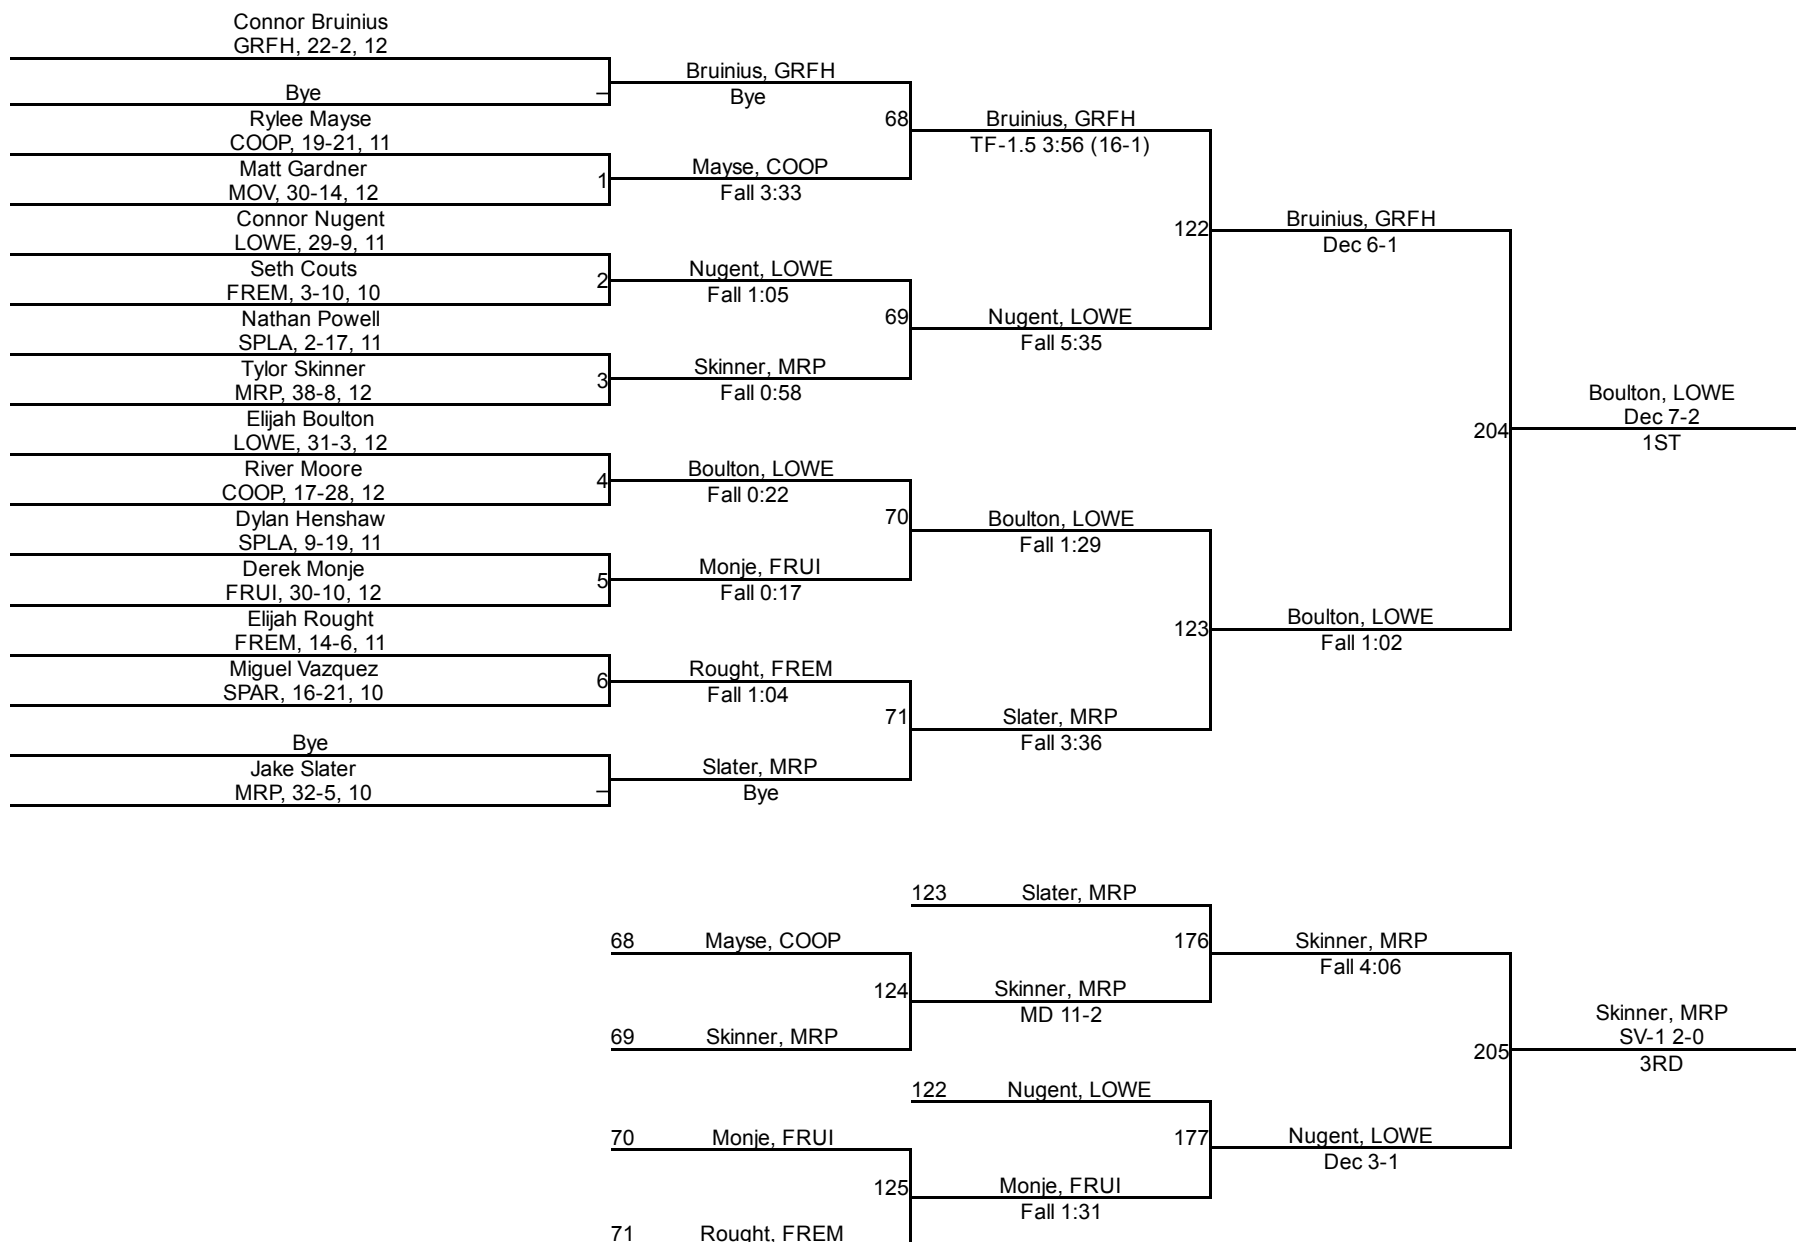 Connor Bruinius
GRFH, 22-2, 12
Bye
Rylee Mayse
COOP, 19-21, 11
Matt Gardner
MOV, 30-14, 12
Connor Nugent
LOWE, 29-9, 11
Seth Couts
FREM, 3-10, 10
Nathan Powell
SPLA, 2-17, 11
Tylor Skinner
MRP, 38-8, 12
Elijah Boulton
LOWE, 31-3, 12
River Moore
COOP, 17-28, 12
Dylan Henshaw
SPLA, 9-19, 11
Derek Monje
FRUI, 30-10, 12
Elijah Rought
FREM, 14-6, 11
Miguel Vazquez
SPAR, 16-21, 10
Bye
Jake Slater
MRP, 32-5, 10
1
2
3
4
5
6
Bruinius, GRFH
Bye
Mayse, COOP
Fall 3:33
Nugent, LOWE
Fall 1:05
Skinner, MRP
Fall 0:58
Boulton, LOWE
Fall 0:22
Monje, FRUI
Fall 0:17
Rought, FREM
Fall 1:04
Slater, MRP
Bye
68
69
70
71
Bruinius, GRFH
TF-1.5 3:56 (16-1)
Nugent, LOWE
Fall 5:35
Boulton, LOWE
Fall 1:29
Slater, MRP
Fall 3:36
122
123
Bruinius, GRFH
Dec 6-1
Boulton, LOWE
Fall 1:02
204
Boulton, LOWE
Dec 7-2
1ST
68 Mayse, COOP
69 Skinner, MRP
70 Monje, FRUI
71 Rought, FREM
124
125
123 Slater, MRP
Skinner, MRP
MD 11-2
122 Nugent, LOWE
Monje, FRUI
Fall 1:31
176
177
Skinner, MRP
Fall 4:06
Nugent, LOWE
Dec 3-1
205
Skinner, MRP
SV-1 2-0
3RD